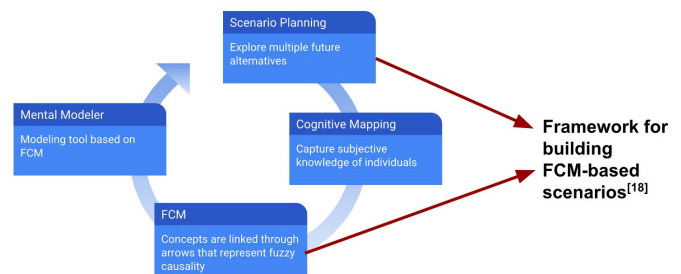 Scenario Planning
Explore multiple future
alternatives
Mental Modeler
Modeling tool based on
FCM
Cognitive Mapping
Capture subjective
knowledge of individuals
FCM
Concepts are linked through
arrows that represent fuzzy
causality
Framework for
building
FCM-based
scenarios[18]